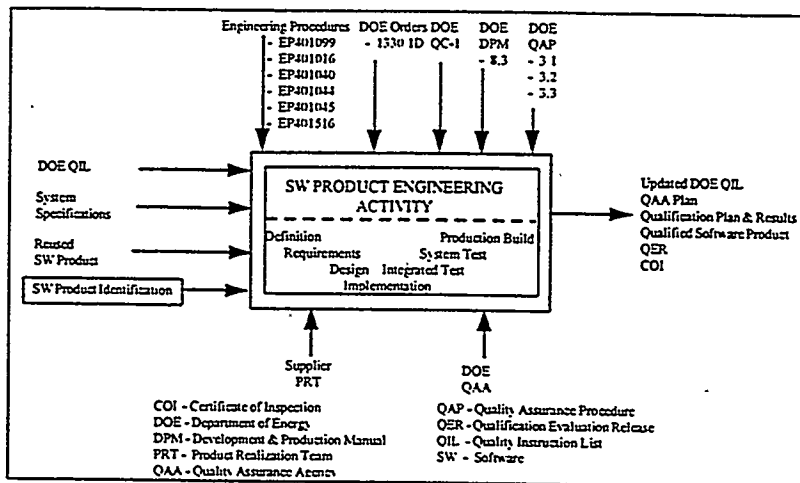 Engineering Procedures
- EP401099
- EP401016
- EP401040
- EP401044
- EP401045
- EP401516
DOE Orders
- 1330 1D
DOE
QC-1
DOE
DPM
- 8.3
DOE
QAP
- 3 1
- 3.2
- 3.3
DOE QIL
System
Specifications
Reused
SW Product
SW Product Identification
SW PRODUCT ENGINEERING
ACTIVITY
Definition
Requirements
Design
Implementation
Integrated Test
System Test
Production Build
Updated DOE QIL
QAA Plan
Qualification Plan & Results
Qualified Software Product
QER
COI
Supplier
PRT
DOE
QAA
COI - Certificate of Inspection
DOE - Department of Energy
DPM - Development & Production Manual
PRT - Product Realization Team
QAA - Quality Assurance Agency
QAP - Quality Assurance Procedure
QER - Qualification Evaluation Release
QIL - Quality Instruction List
SW - Software